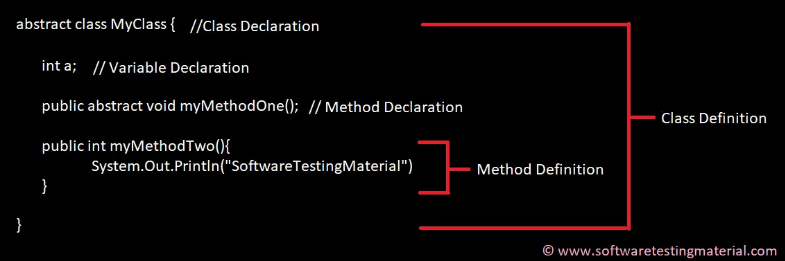 abstract class MyClass { //Class Declaration
int a; // Variable Declaration
public abstract void myMethodOne(); // Method Declaration
Class Definition
public int myMethodTwo(){
System.Out.Println("SoftwareTestingMaterial")
Method Definition
}
}
© www.softwaretestingmaterial.com